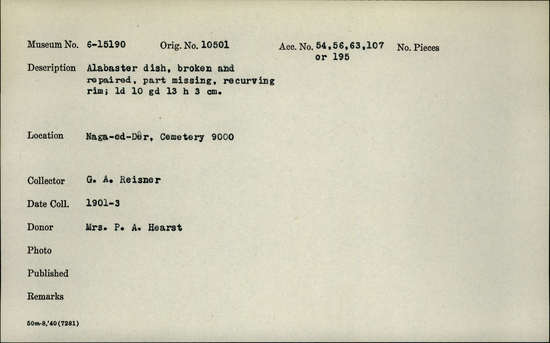 Museum No. 6-15190 Orig. No. 10501 Acc. No. 54,56,63,107 No. Pieces
or 195
Description Alabaster dish, broken and
repaired, part missing, recurving
rim; ld 10 gd 13 h 3 cm.
Location Naga-ed-Dêr, Cemetery 9000
Collector G. A. Reisner
Date Coll. 1901-3
Donor Mrs. P. A. Hearst
Photo
Published
Remarks
50m-8,'40(7281)